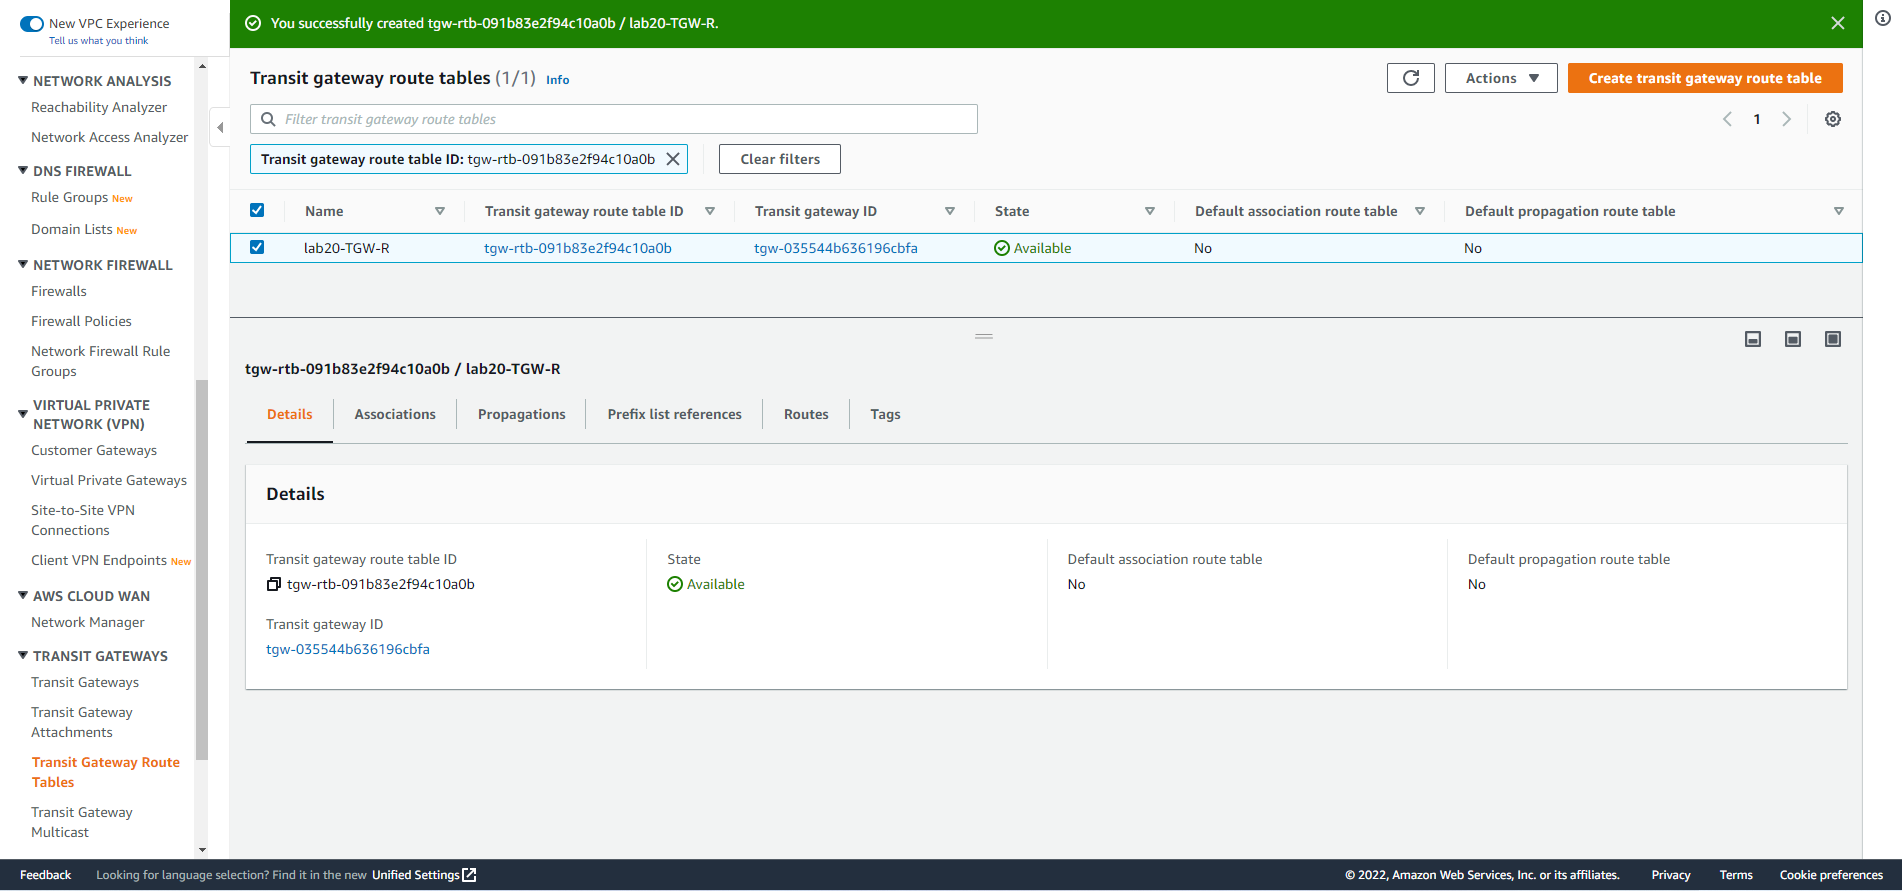 New VPC Experience
Tell us what you think
NETWORK ANALYSIS
Reachability Analyzer
Network Access Analyzer
DNS FIREWALL
Rule Groups New
Domain Lists New
NETWORK FIREWALL
Firewalls
Firewall Policies
Network Firewall Rule
Groups
VIRTUAL PRIVATE
NETWORK (VPN)
Customer Gateways
Virtual Private Gateways
Site-to-Site VPN
Connections
Client VPN Endpoints New
AWS CLOUD WAN
Network Manager
TRANSIT GATEWAYS
Transit Gateways
Transit Gateway
Attachments
Transit Gateway Route
Tables
Transit Gateway
Multicast
You successfully created tgw-rtb-091b83e2f94c10a0b / lab20-TGW-R.
Transit gateway route tables (1/1) Info
Actions
Create transit gateway route table
Filter transit gateway route tables
1
Transit gateway route table ID: tgw-rtb-091b83e2f94c10a0b
Clear filters
Name Transit gateway route table ID Transit gateway ID State Default association route table Default propagation route table
lab20-TGW-R tgw-rtb-091b83e2f94c10a0b tgw-035544b636196cbfa Available No No
tgw-rtb-091b83e2f94c10a0b / lab20-TGW-R
Details Associations Propagations Prefix list references Routes Tags
Details
Transit gateway route table ID
tgw-rtb-091b83e2f94c10a0b
Transit gateway ID
tgw-035544b636196cbfa
State
Available
Default association route table
No
Default propagation route table
No
Feedback Looking for language selection? Find it in the new Unified Settings © 2022, Amazon Web Services, Inc. or its affiliates. Privacy Terms Cookie preferences